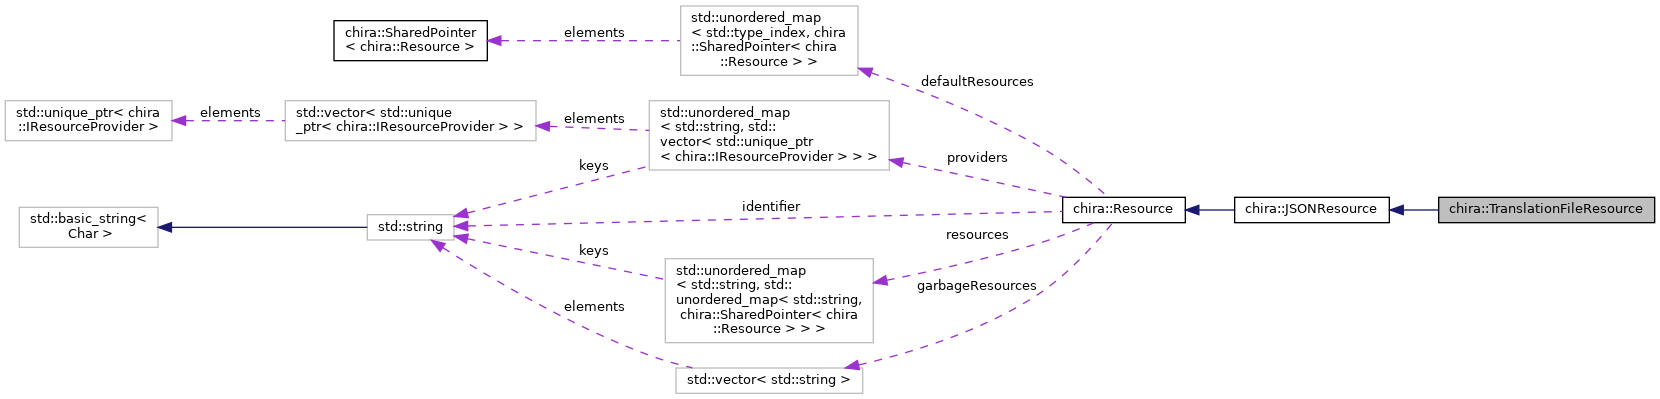 chira::SharedPointer
< chira::Resource >
elements
std::unordered_map
< std::type_index, chira
::SharedPointer< chira
::Resource > >
defaultResources
std::unique_ptr< chira
::IResourceProvider >
elements
std::vector< std::unique
_ptr< chira::IResourceProvider > >
elements
std::unordered_map
< std::string, std::
vector< std::unique_ptr
< chira::IResourceProvider > > >
providers
keys
std::basic_string<
Char >
std::string
identifier
chira::Resource
chira::JSONResource
chira::TranslationFileResource
resources
keys
std::unordered_map
< std::string, std::
unordered_map< std::string,
chira::SharedPointer< chira
::Resource > > >
garbageResources
elements
std::vector< std::string >